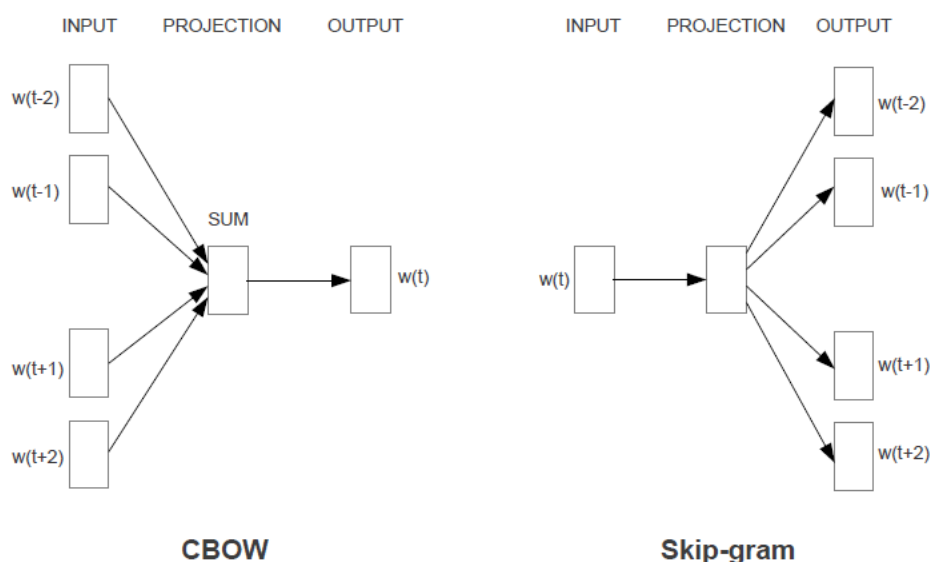 INPUT PROJECTION OUTPUT
w(t-2)
w(t-1)
SUM
w(t)
w(t+1)
w(t+2)
CBOW
INPUT PROJECTION OUTPUT
w(t-2)
w(t-1)
w(t)
w(t+1)
w(t+2)
Skip-gram